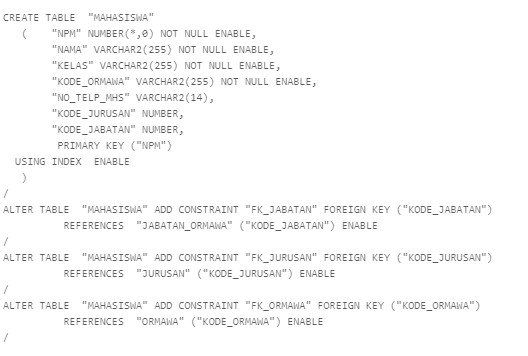 CREATE TABLE "MAHASISWA"
( "NPM" NUMBER(*,0) NOT NULL ENABLE,
"NAMA" VARCHAR2(255) NOT NULL ENABLE,
"KELAS" VARCHAR2(255) NOT NULL ENABLE,
"KODE_ORMAWA" VARCHAR2(255) NOT NULL ENABLE,
"NO_TELP_MHS" VARCHAR2(14),
"KODE_JURUSAN" NUMBER,
"KODE_JABATAN" NUMBER,
PRIMARY KEY ("NPM")
USING INDEX ENABLE
)
/
ALTER TABLE "MAHASISWA" ADD CONSTRAINT "FK_JABATAN" FOREIGN KEY ("KODE_JABATAN")
REFERENCES "JABATAN_ORMAWA" ("KODE_JABATAN") ENABLE
/
ALTER TABLE "MAHASISWA" ADD CONSTRAINT "FK_JURUSAN" FOREIGN KEY ("KODE_JURUSAN")
REFERENCES "JURUSAN" ("KODE_JURUSAN") ENABLE
/
ALTER TABLE "MAHASISWA" ADD CONSTRAINT "FK_ORMAWA" FOREIGN KEY ("KODE_ORMAWA")
REFERENCES "ORMAWA" ("KODE_ORMAWA") ENABLE
/